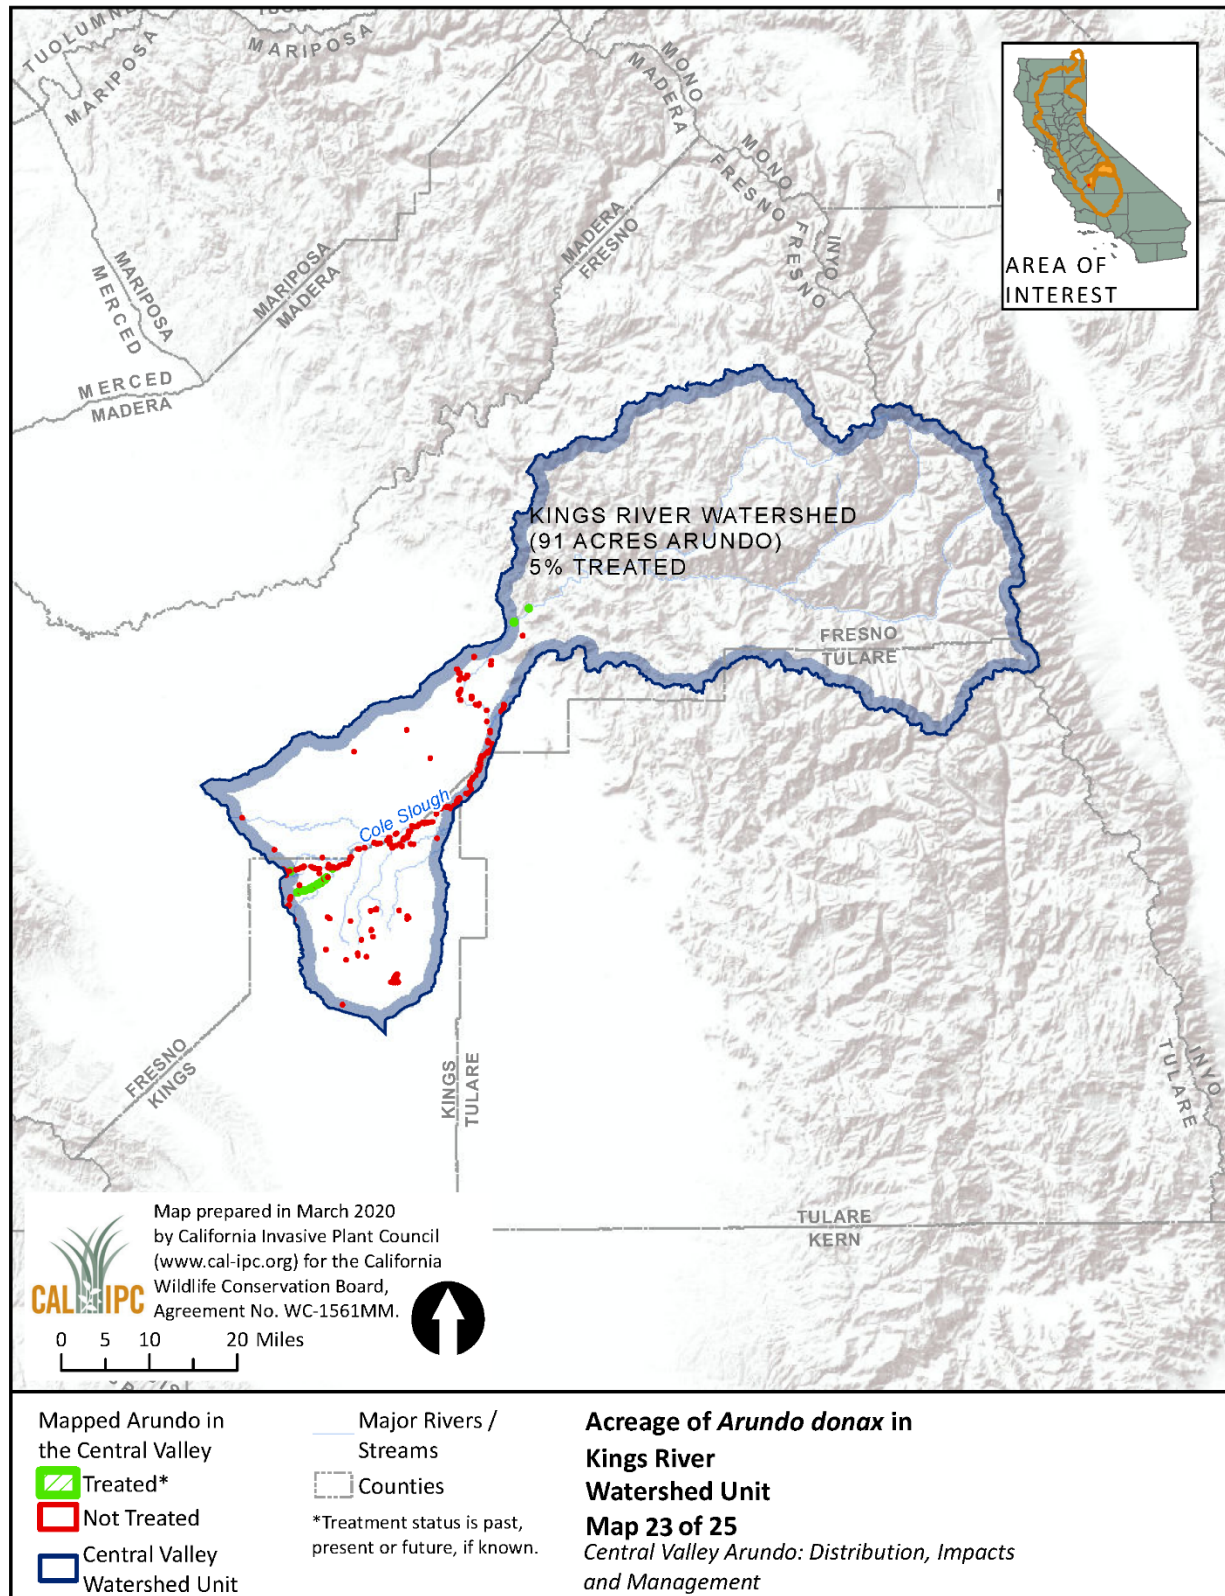 TUOLUMNE
MARIPOSA
TUOLUMNE
MARIPOSA
MONO
MADERA
MONO
FRESNO
MADERA
FRESNO
FRESNO
INYO
MARIPOSA
MERCED
MARIPOSA
MADERA
MERCED
MADERA
AREA OF
INTEREST
KINGS RIVER WATERSHED
(91 ACRES ARUNDO)
5% TREATED
FRESNO
TULARE
Cole Slough
FRESNO
KINGS
KINGS
TULARE
INYO
TULARE
TULARE
KERN
Map prepared in March 2020
by California Invasive Plant Council
(www.cal-ipc.org) for the California
Wildlife Conservation Board,
Agreement No. WC-1561MM.
CAL IPC
0 5 10 20 Miles
Mapped Arundo in
the Central Valley
Treated*
Not Treated
Central Valley
Watershed Unit
Major Rivers /
Streams
Counties
*Treatment status is past,
present or future, if known.
Acreage of Arundo donax in
Kings River
Watershed Unit
Map 23 of 25
Central Valley Arundo: Distribution, Impacts
and Management